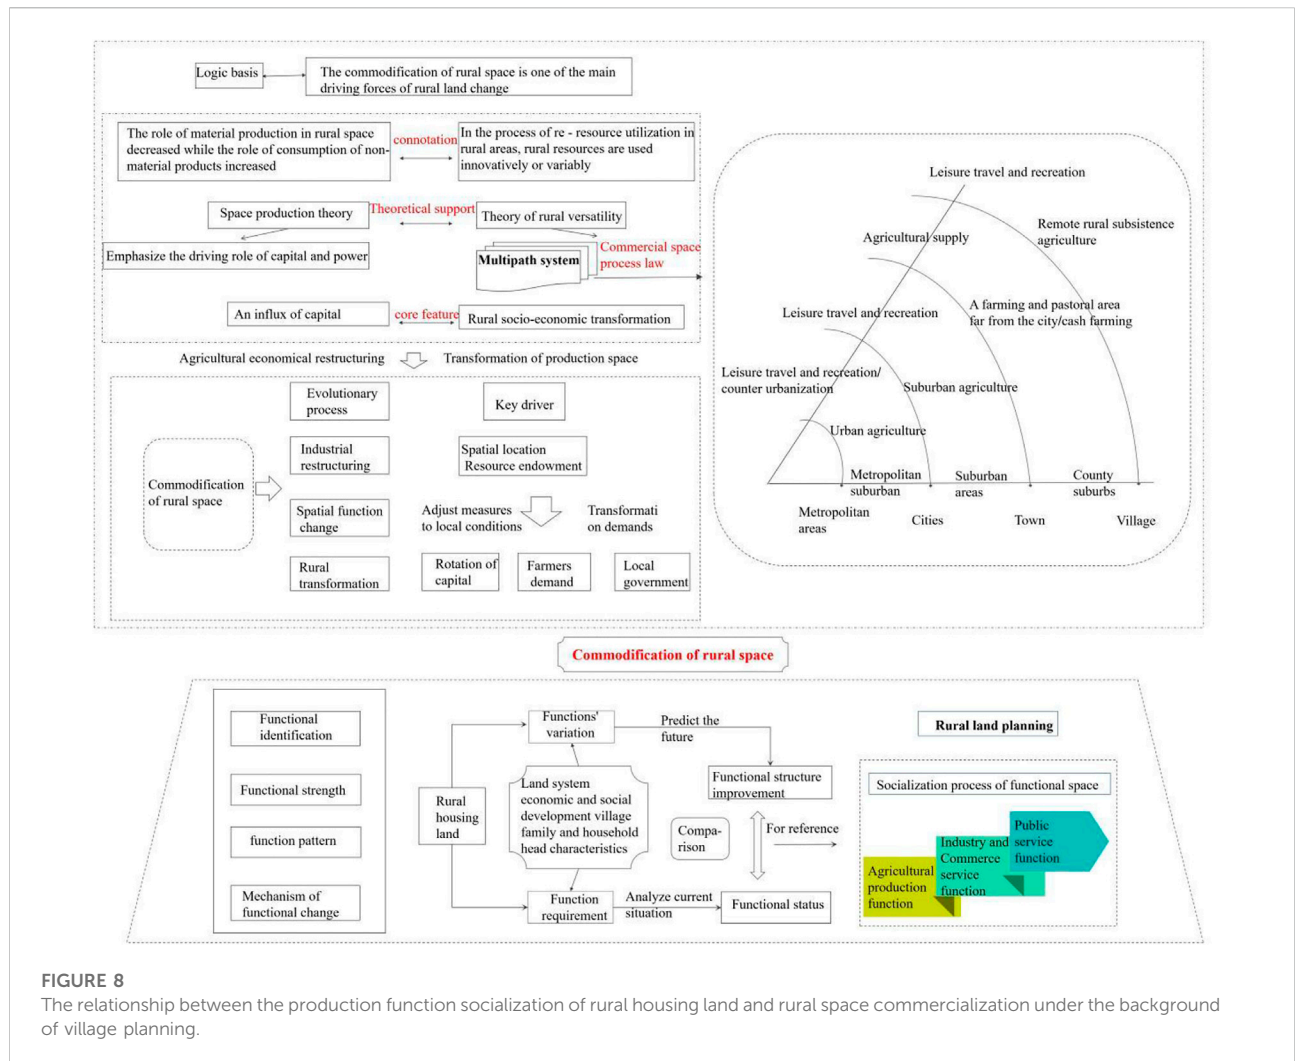 Logic basis
The commodification of rural space is one of the main
driving forces of rural land change
The role of material production in rural space
decreased while the role of consumption of non-
material products increased
connotation
In the process of re - resource utilization in
rural areas, rural resources are used
innovatively or variably
Space production theory
Theoretical support
Theory of rural versatility
Emphasize the driving role of capital and power
Multipath system
Commercial space
process law
An influx of capital
core feature
Rural socio-economic transformation
Agricultural economical restructuring
Transformation of production space
Commodification
of rural space
Evolutionary
process
Industrial
restructuring
Spatial function
change
Rural
transformation
Key driver
Spatial location
Resource endowment
Adjust measures
to local conditions
Transformati
on demands
Rotation of
capital
Farmers
demand
Local
government
Leisure travel and recreation
Remote rural subsistence
agriculture
Agricultural supply
A farming and pastoral area
far from the city/cash farming
Leisure travel and recreation
Leisure travel and recreation/
counter urbanization
Suburban agriculture
Urban agriculture
Metropolitan
suburban
Suburban
areas
County
suburbs
Metropolitan
areas
Cities
Town
Village
Commodification of rural space
Functional
identification
Functional strength
function pattern
Mechanism of
functional change
Rural
housing
land
Functions'
variation
Predict the
future
Land system
economic and social
development village
family and household
head characteristics
Function
requirement
Analyze current
situation
Functional structure
improvement
Compa-
rison
For reference
Functional status
Rural land planning
Socialization process of functional space
Public
service
function
Industry and
Commerce
service
function
Agricultural
production
function
FIGURE 8
The relationship between the production function socialization of rural housing land and rural space commercialization under the background
of village planning.